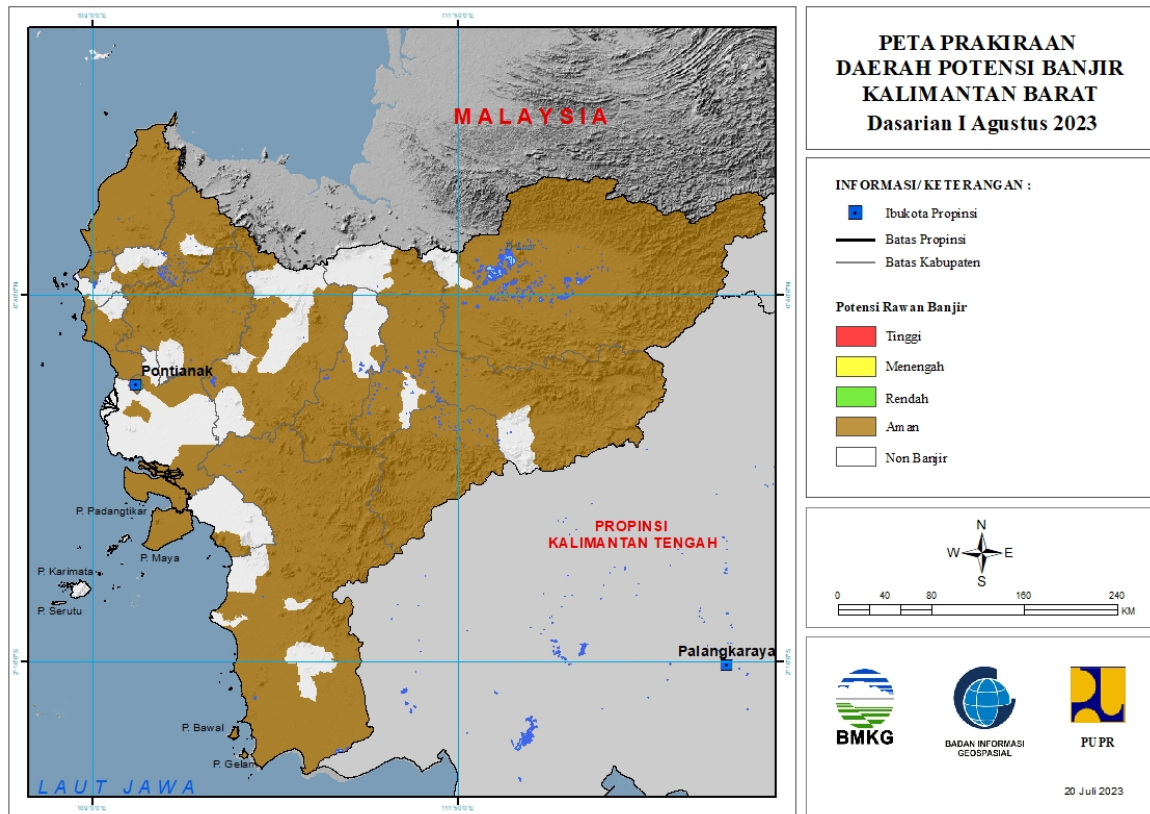 PETA PRAKIRAAN
DAERAH POTENSI BANJIR
KALIMANTAN BARAT
Dasarian I Agustus 2023
INFORMASI/ KETERANGAN :
Ibukota Propinsi
Batas Propinsi
Batas Kabupaten
Potensi Rawan Banjir
Tinggi
Menengah
Rendah
Aman
Non Banjir
N
W E
S
0 40 80 160 240
KM
BMKG
BADAN INFORMASI
GEOSPASIAL
PUPR
20 Juli 2023
MALAYSIA
Pontianak
P. Padangtikar
P. Maya
P. Karimata
P. Serutu
PROPINSI
KALIMANTAN TENGAH
Palangkaraya
P. Bawal
P. Gelam
LAUT JAWA